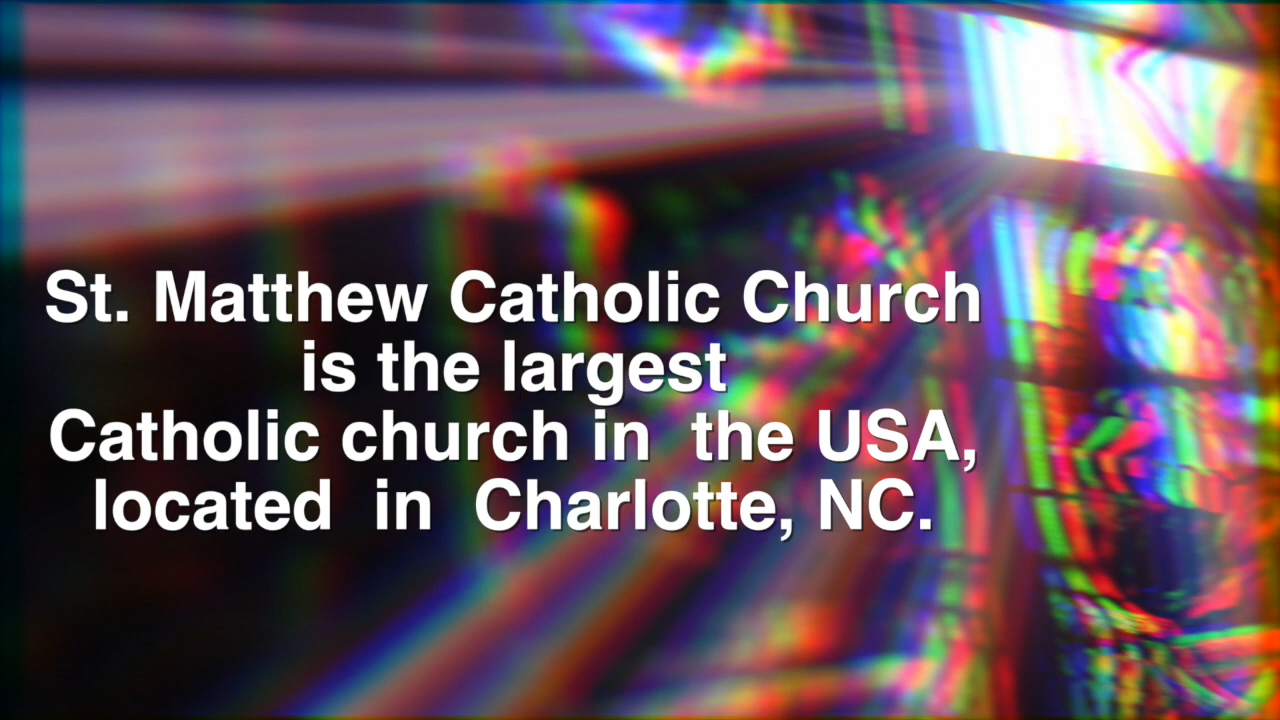 St. Matthew Catholic Church
is the largest
Catholic church in  the USA,
located  in  Charlotte, NC.